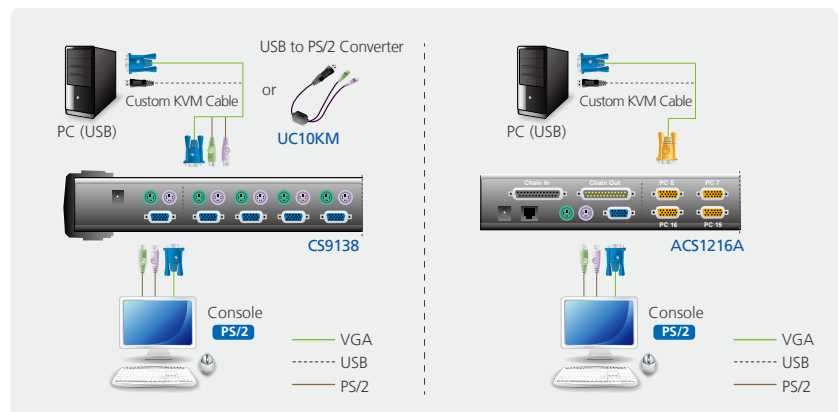 USB to PS/2 Converter
or
Custom KVM Cable
PC (USB)
UC10KM
CS9138
Console
PS/2
VGA
USB
PS/2
Custom KVM Cable
PC (USB)
Chain In
Chain Out
PC 8
PC 7
PC 16
PC 15
ACS1216A
Console
PS/2
VGA
USB
PS/2